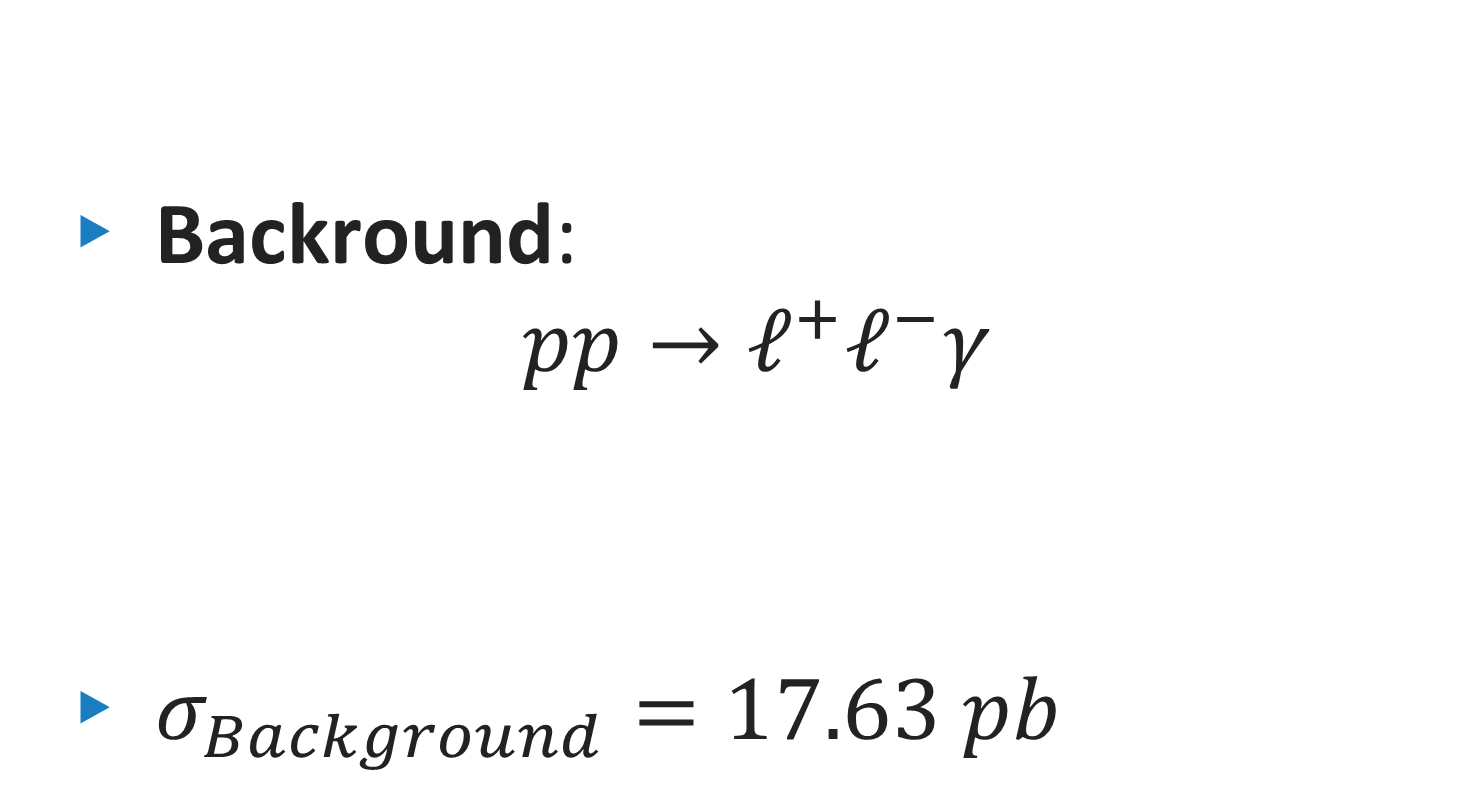 Backround:
pp → ℓ⁺ℓ⁻γ
σ_Background = 17.63 pb